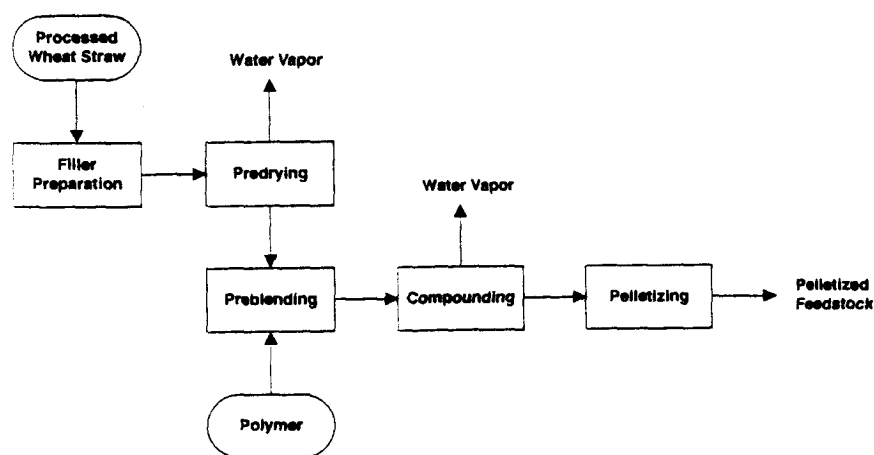 Processed
Wheat Straw
Water Vapor
Filler
Preparation
Predrying
Water Vapor
Preblending
Compounding
Pelletizing
Pelletized
Feedstock
Polymer